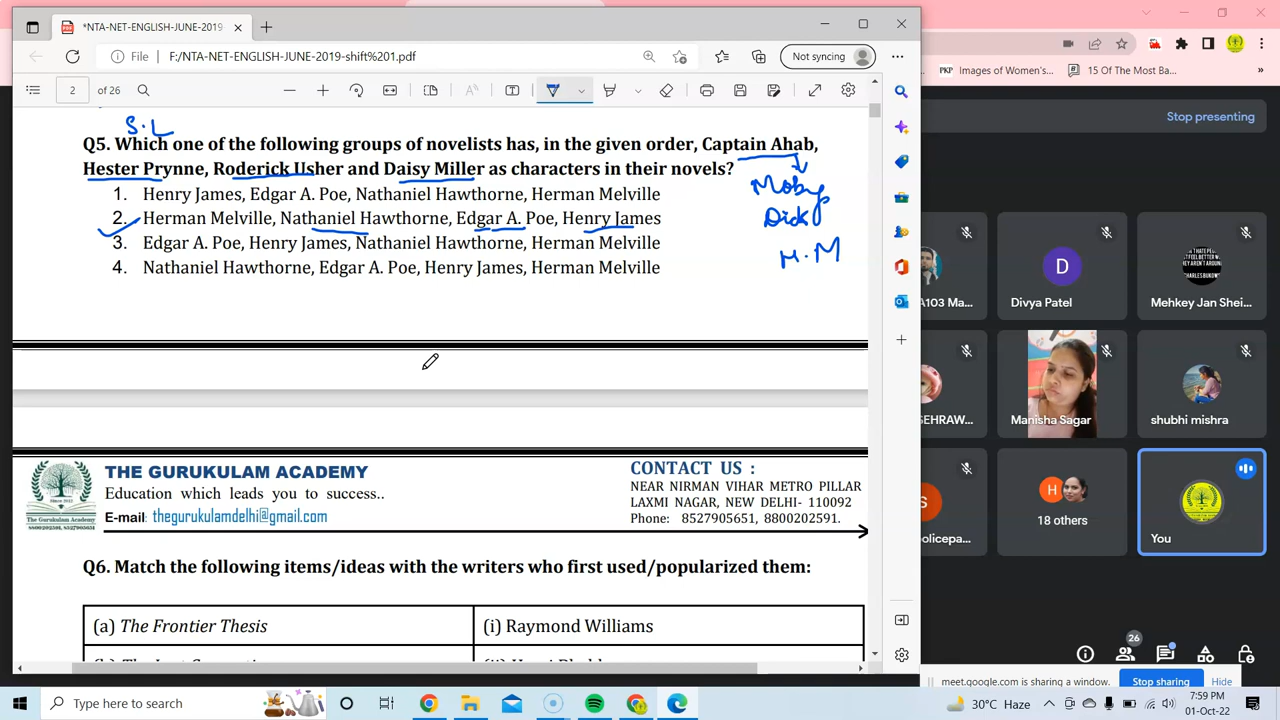 *NTA-NET-ENGLISH-JUNE-2019
File
F:/NTA-NET-ENGLISH-JUNE-2019-shift%201.pdf
Not syncing
PKP
Images of Women's...
15 Of The Most Ba...
2
of 26
Stop presenting
S.L
Q5. Which one of the following groups of novelists has, in the given order, Captain Ahab,
Hester Prynne, Roderick Usher and Daisy Miller as characters in their novels?
1. Henry James, Edgar A. Poe, Nathaniel Hawthorne, Herman Melville
2. Herman Melville, Nathaniel Hawthorne, Edgar A. Poe, Henry James
3. Edgar A. Poe, Henry James, Nathaniel Hawthorne, Herman Melville
4. Nathaniel Hawthorne, Edgar A. Poe, Henry James, Herman Melville
Moby
Dick
H.M
A103 Ma...
Divya Patel
Mehkey Jan Shei...
SEHRAW...
Manisha Sagar
shubhi mishra
olicepa...
H
18 others
You
D
S
THE GURUKULAM ACADEMY
Education which leads you to success..
E-mail: thegurukulamdelhi@gmail.com
The Gurukulam Academy
CONTACT US :
NEAR NIRMAN VIHAR METRO PILLAR
LAXMI NAGAR, NEW DELHI- 110092
Phone: 8527905651, 8800202591.
Q6. Match the following items/ideas with the writers who first used/popularized them:
(a) The Frontier Thesis
(i) Raymond Williams
26
meet.google.com is sharing a window.
Stop sharing
Hide
Type here to search
30°C Haze
7:59 PM
01-Oct-22